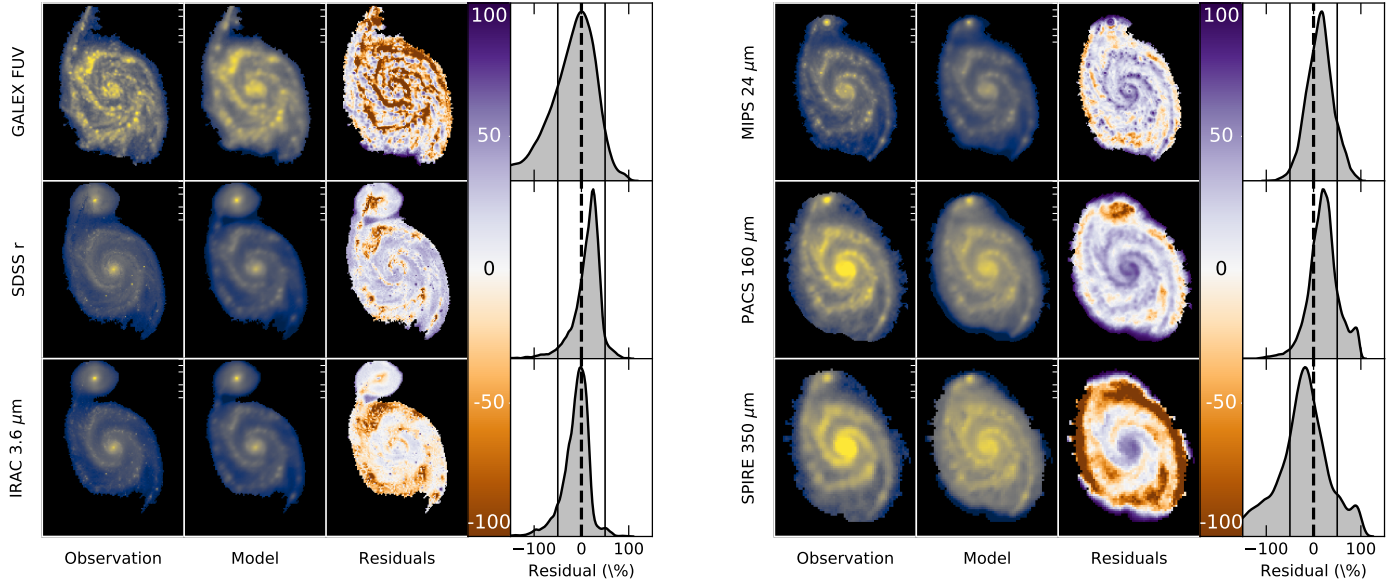 GALEX FUV
SDSS r
IRAC 3.6 µm
Observation
Model
Residuals
100
50
0
-50
-100
−100 0 100
Residual (\%)
MIPS 24 µm
PACS 160 µm
SPIRE 350 µm
Observation
Model
Residuals
100
50
0
-50
-100
−100 0 100
Residual (\%)